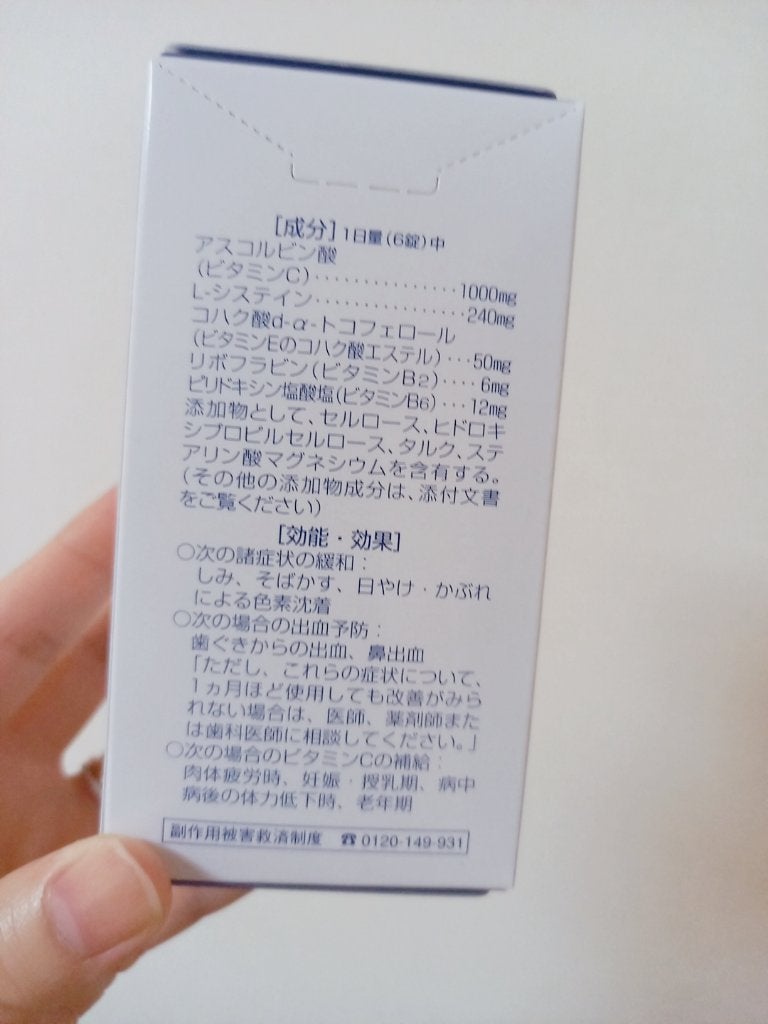 [成分]1日量(6錠)中
アスコルビン酸
(ビタミンC)················1000mg
L-システイン················240mg
コハク酸d-α-トコフェロール
(ビタミンEのコハク酸エステル)···50mg
リボフラビン(ビタミンB2)····6mg
ピリドキシン塩酸塩(ビタミンB6)···12mg
添加物として、セルロース、ヒドロキ
シプロピルセルロース、タルク、ステ
アリン酸マグネシウムを含有する。
(その他の添加物成分は、添付文書
をご覧ください)
[効能・効果]
○次の諸症状の緩和:
しみ、そばかす、日やけ・かぶれ
による色素沈着
○次の場合の出血予防:
歯ぐきからの出血、鼻出血
「ただし、これらの症状について、
1ヵ月ほど使用しても改善がみら
れない場合は、医師、薬剤師また
は歯科医師に相談してください。」
○次の場合のビタミンCの補給:
肉体疲労時、妊娠・授乳期、病中
病後の体力低下時、老年期
副作用被害救済制度 ☎0120-149-931